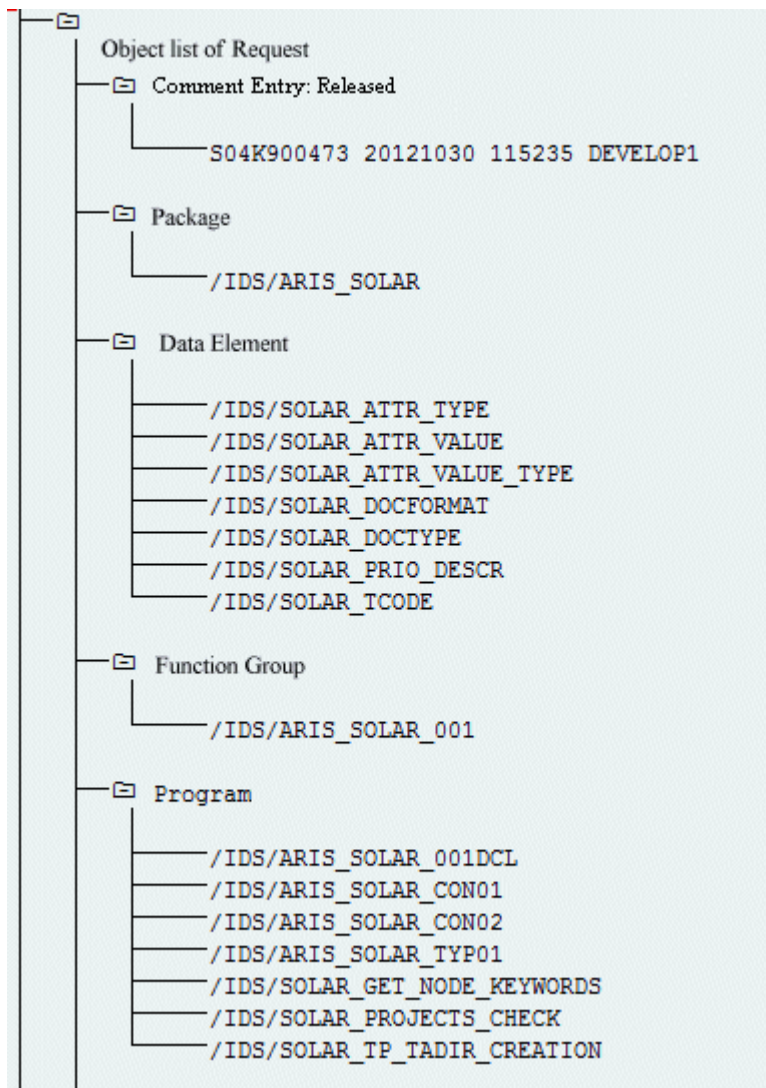 Object list of Request
Comment Entry: Released
S04K900473 20121030 115235 DEVELOP1
Package
/IDS/ARIS_SOLAR
Data Element
/IDS/SOLAR_ATTR_TYPE
/IDS/SOLAR_ATTR_VALUE
/IDS/SOLAR_ATTR_VALUE_TYPE
/IDS/SOLAR_DOCFORMAT
/IDS/SOLAR_DOCTYPE
/IDS/SOLAR_PRIO_DESCR
/IDS/SOLAR_TCODE
Function Group
/IDS/ARIS_SOLAR_001
Program
/IDS/ARIS_SOLAR_001DCL
/IDS/ARIS_SOLAR_CON01
/IDS/ARIS_SOLAR_CON02
/IDS/ARIS_SOLAR_TYP01
/IDS/SOLAR_GET_NODE_KEYWORDS
/IDS/SOLAR_PROJECTS_CHECK
/IDS/SOLAR_TP_TADIR_CREATION